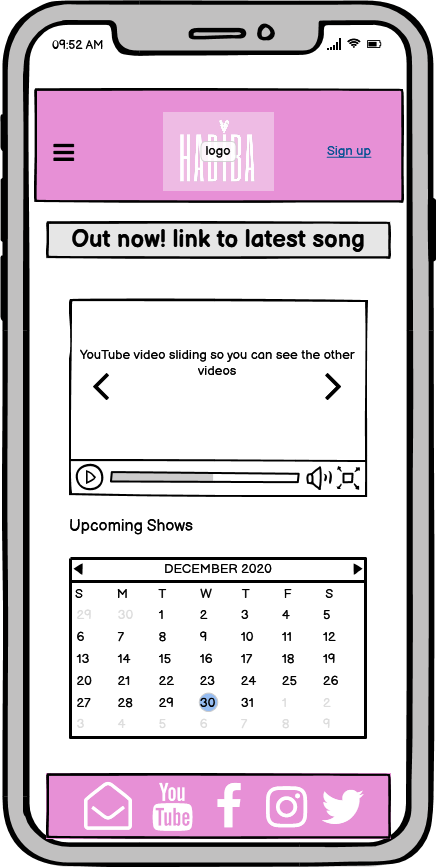 09:52 AM
HABIBA
logo
Sign up
Out now! link to latest song
YouTube video sliding so you can see the other
videos
Upcoming Shows
DECEMBER 2020
S M T W T F S
29 30 1 2 3 4 5
6 7 8 9 10 11 12
13 14 15 16 17 18 19
20 21 22 23 24 25 26
27 28 29 30 31 1 2
3 4 5 6 7 8 9
You
Tube